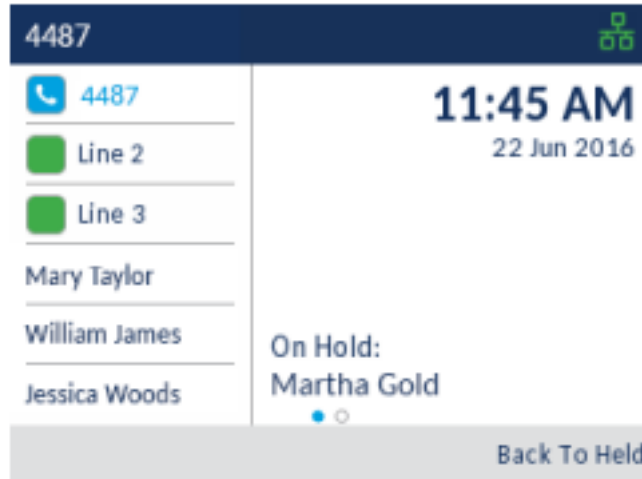 4487
4487
Line 2
Line 3
Mary Taylor
William James
Jessica Woods
11:45 AM
22 Jun 2016
On Hold:
Martha Gold
Back To Held